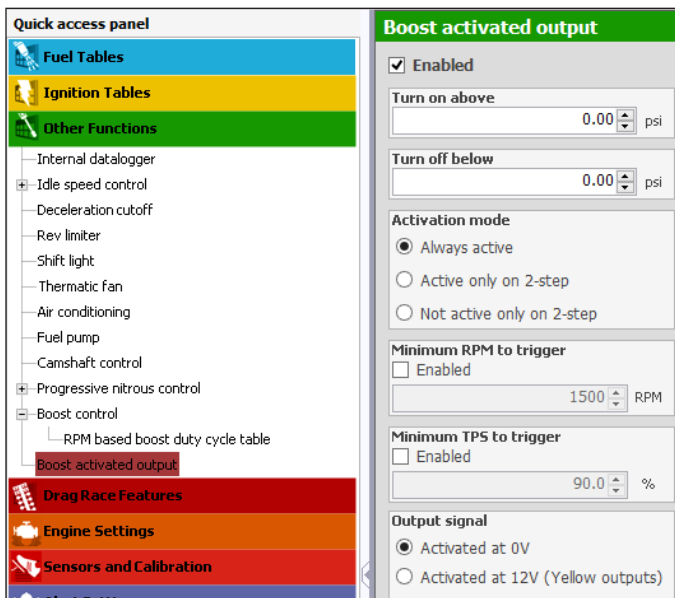 Quick access panel
Fuel Tables
Ignition Tables
Other Functions
Internal datalogger
Idle speed control
Deceleration cutoff
Rev limiter
Shift light
Thermatic fan
Air conditioning
Fuel pump
Camshaft control
Progressive nitrous control
Boost control
RPM based boost duty cycle table
Boost activated output
Drag Race Features
Engine Settings
Sensors and Calibration
Boost activated output
Enabled
Turn on above
0.00 psi
Turn off below
0.00 psi
Activation mode
Always active
Active only on 2-step
Not active only on 2-step
Minimum RPM to trigger
Enabled
1500 RPM
Minimum TPS to trigger
Enabled
90.0 %
Output signal
Activated at 0V
Activated at 12V (Yellow outputs)